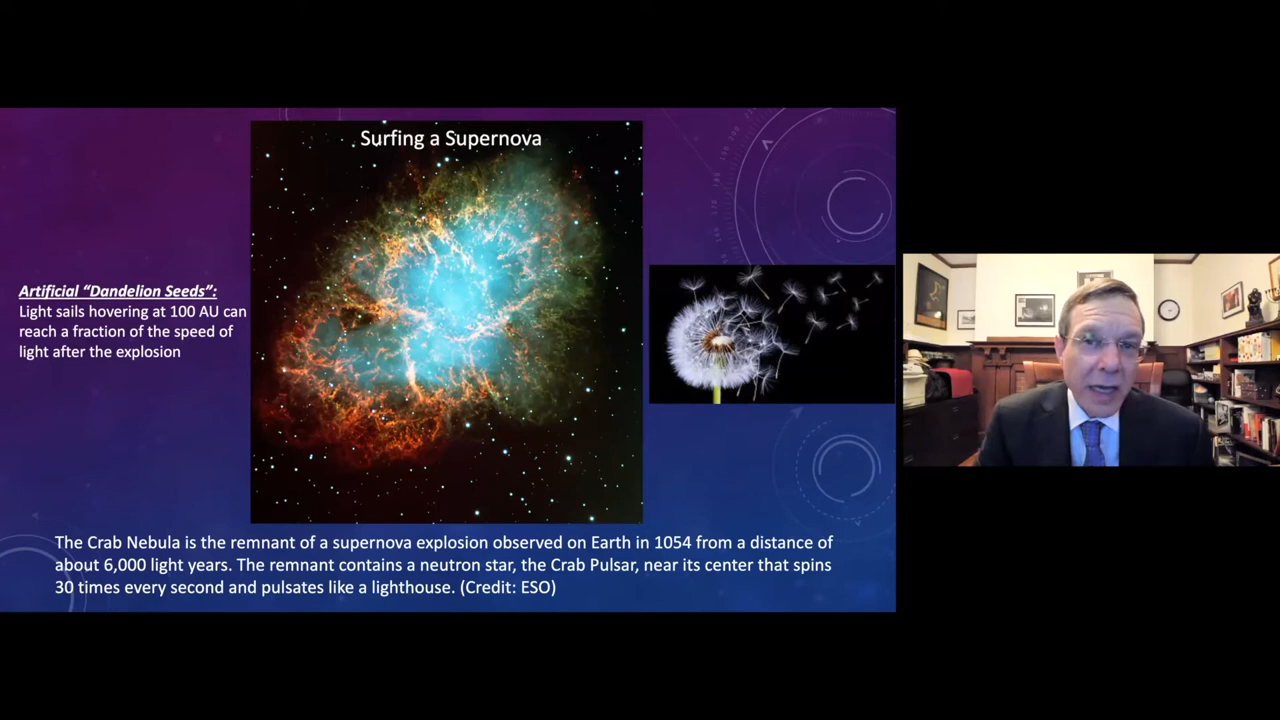 Surfing a Supernova
Artificial “Dandelion Seeds”:
Light sails hovering at 100 AU can
reach a fraction of the speed of
light after the explosion
The Crab Nebula is the remnant of a supernova explosion observed on Earth in 1054 from a distance of
about 6,000 light years. The remnant contains a neutron star, the Crab Pulsar, near its center that spins
30 times every second and pulsates like a lighthouse. (Credit: ESO)